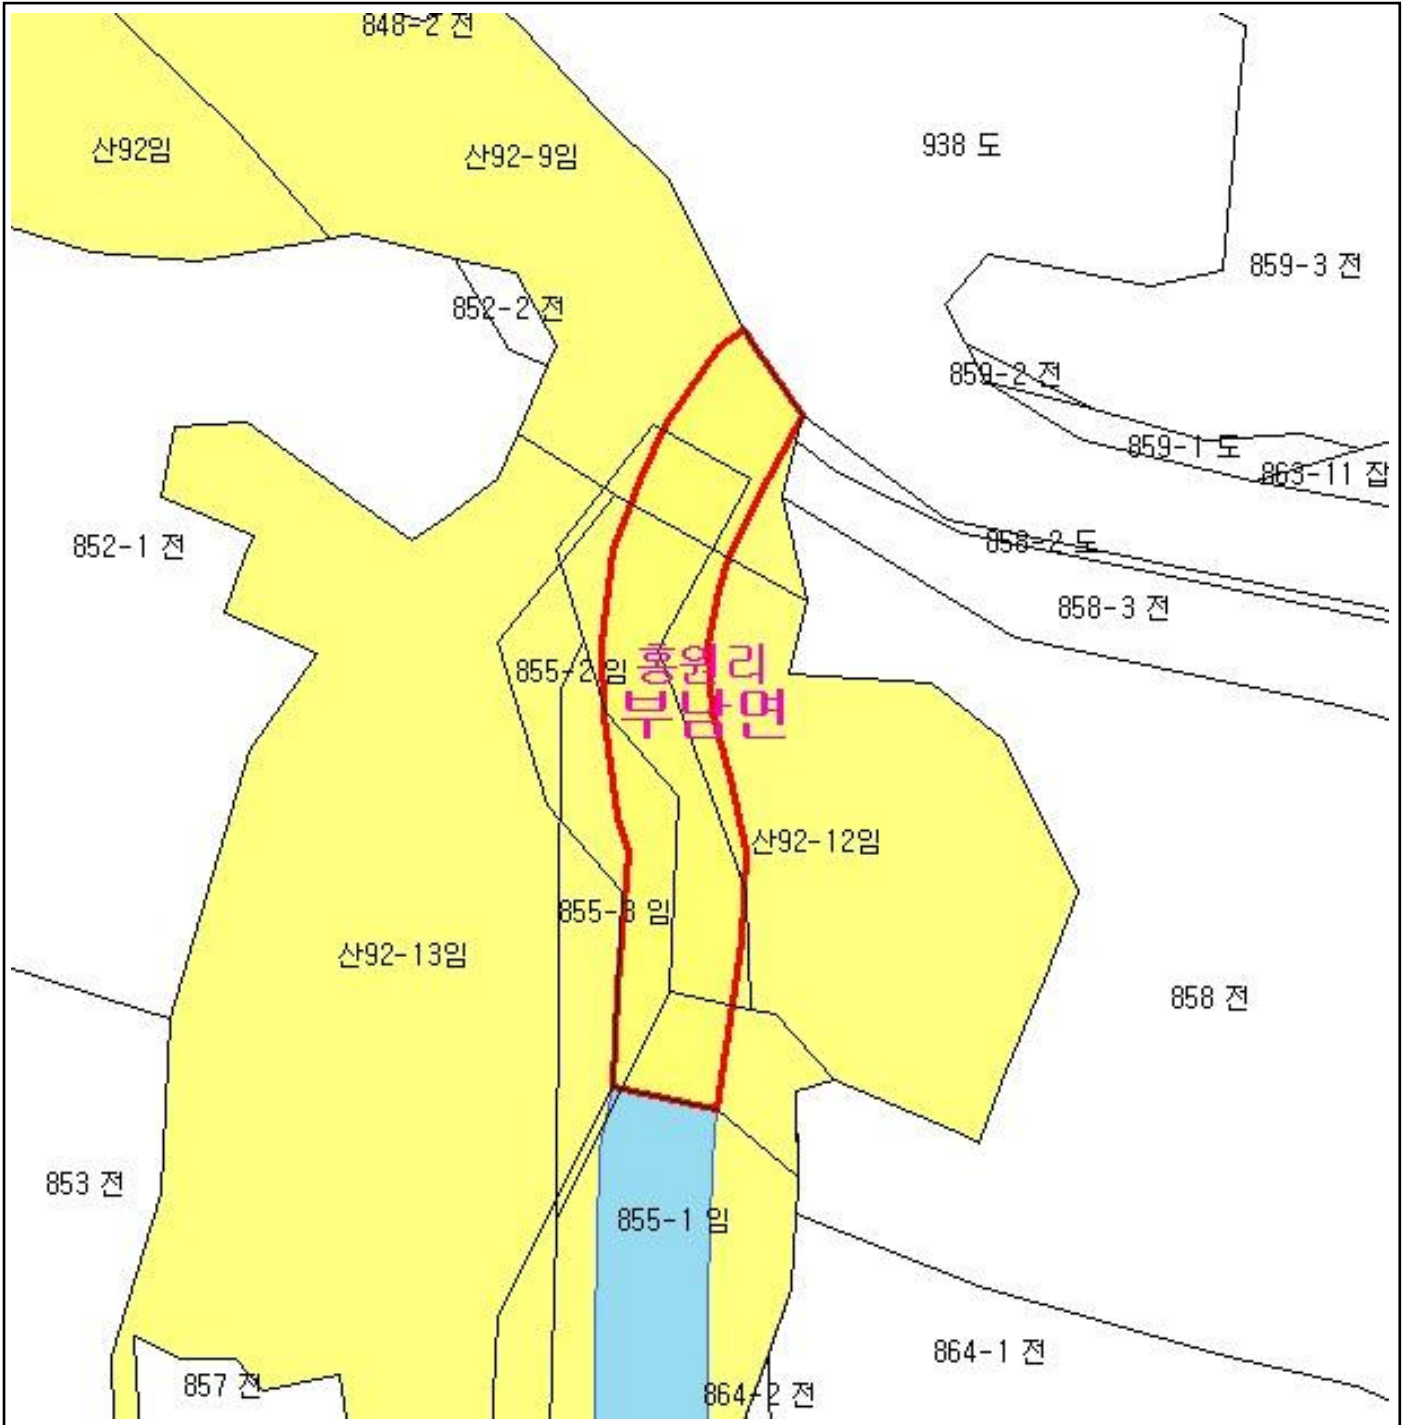 848-2 전
산92임
산92-9임
938 도
859-3 전
852-2 전
859-2 전
859-1 도
863-11 잡
852-1 전
858-2 도
858-3 전
855-2 임
홍원리
부남면
산92-12임
855-3 임
산92-13임
858 전
853 전
855-1 임
864-1 전
857 전
864-2 전